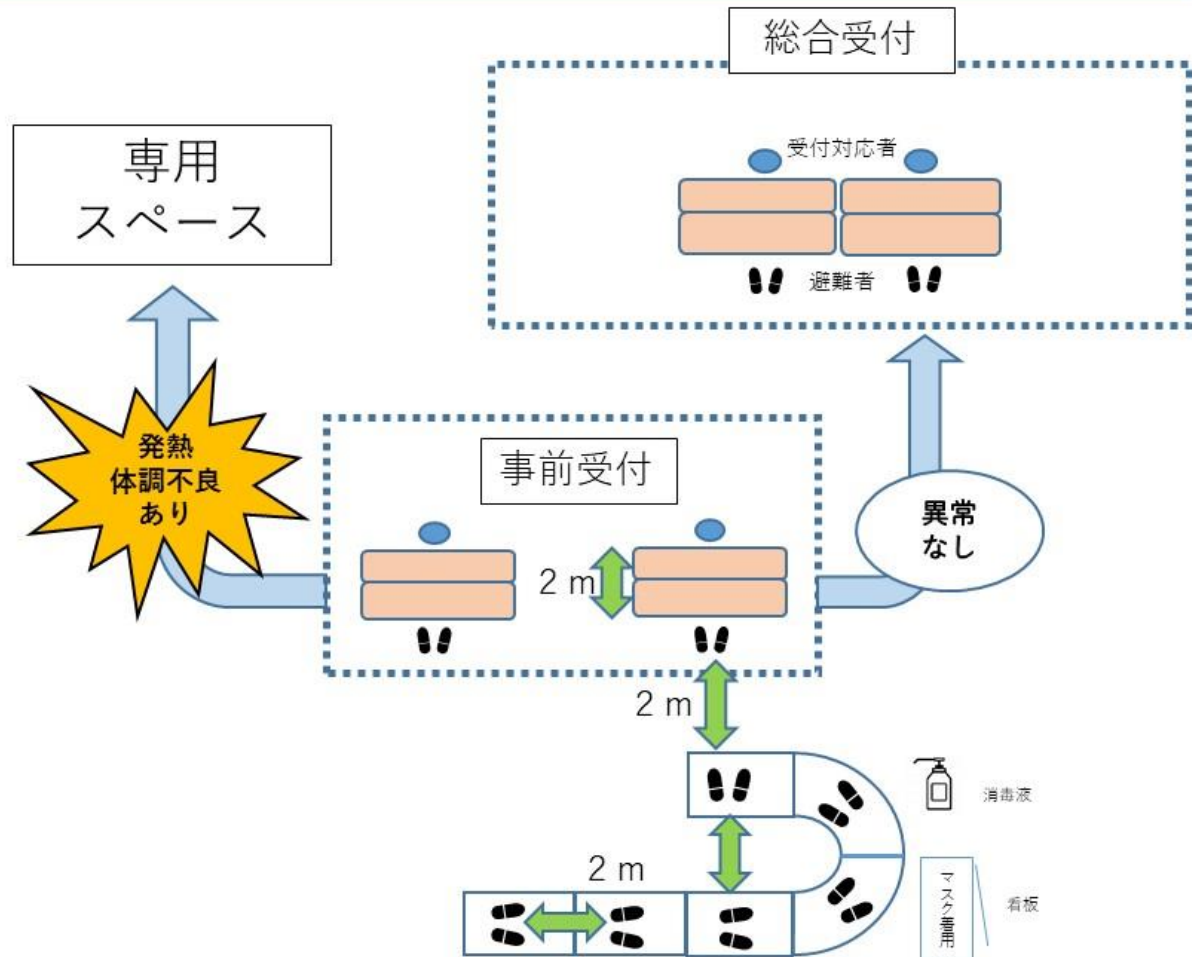 総合受付
受付対応者
避難者
専用
スペース
発熱
体調不良
あり
事前受付
異常
なし
2 m
2 m
消毒液
2 m
マスク着用
看板